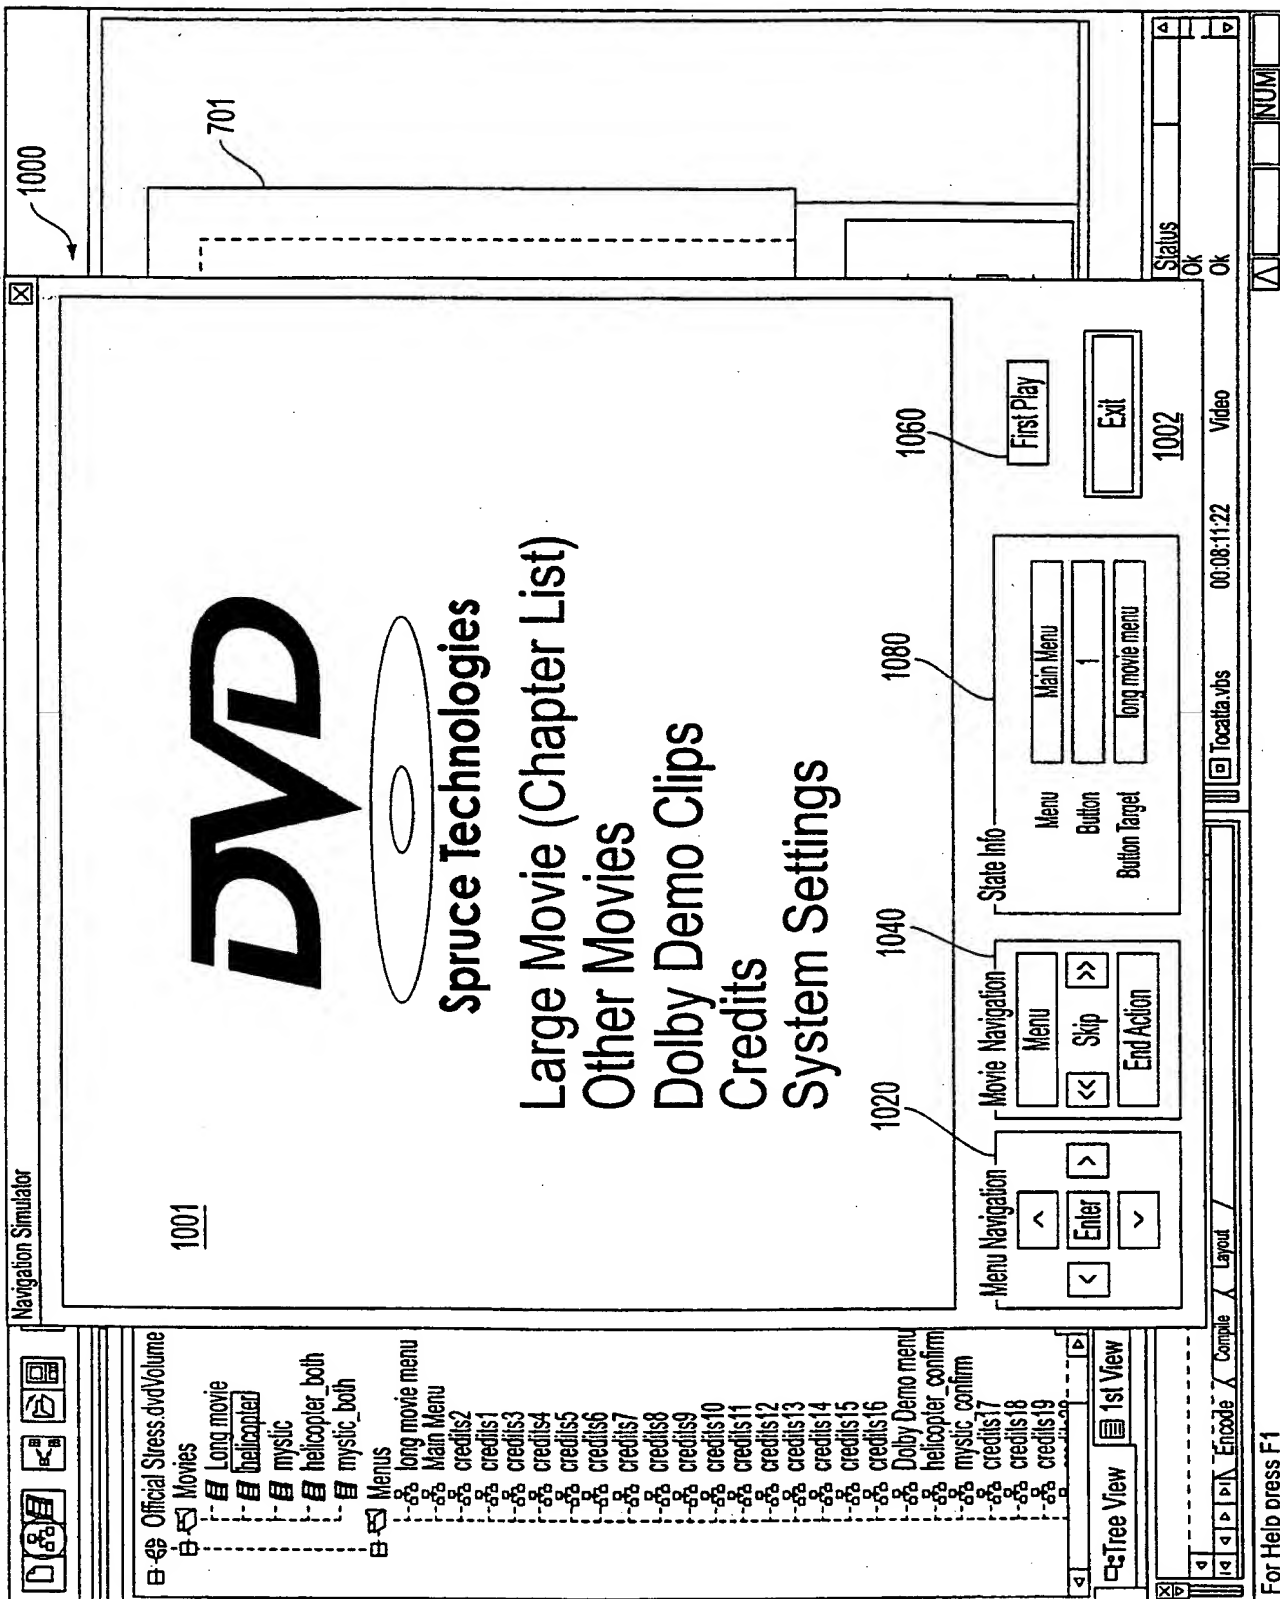 1000
701
Navigation Simulator
Official Stress.dvdVolume
Movies
Long movie
helicopter
mystic
helicopter_both
mystic_both
Menus
long movie menu
Main Menu
credits2
credits1
credits3
credits4
credits5
credits6
credits7
credits8
credits9
credits10
credits11
credits12
credits13
credits14
credits15
credits16
Dolby Demo menu
helicopter_confirm
mystic_confirm
credits17
credits18
credits19
Tree View
1st View
1001
DVD
Spruce Technologies
Large Movie (Chapter List)
Other Movies
Dolby Demo Clips
Credits
System Settings
1020
1040
1080
1060
Menu Navigation
^
< Enter >
v
Movie Navigation
Menu
<< Skip >>
End Action
State Info
Menu Main Menu
Button 1
Button Target long movie menu
First Play
Exit
1002
Status
Ok
Tocatta.vbs 00:08:11:22 Video Ok
Encode Compile Layout
For Help press F1
NUM